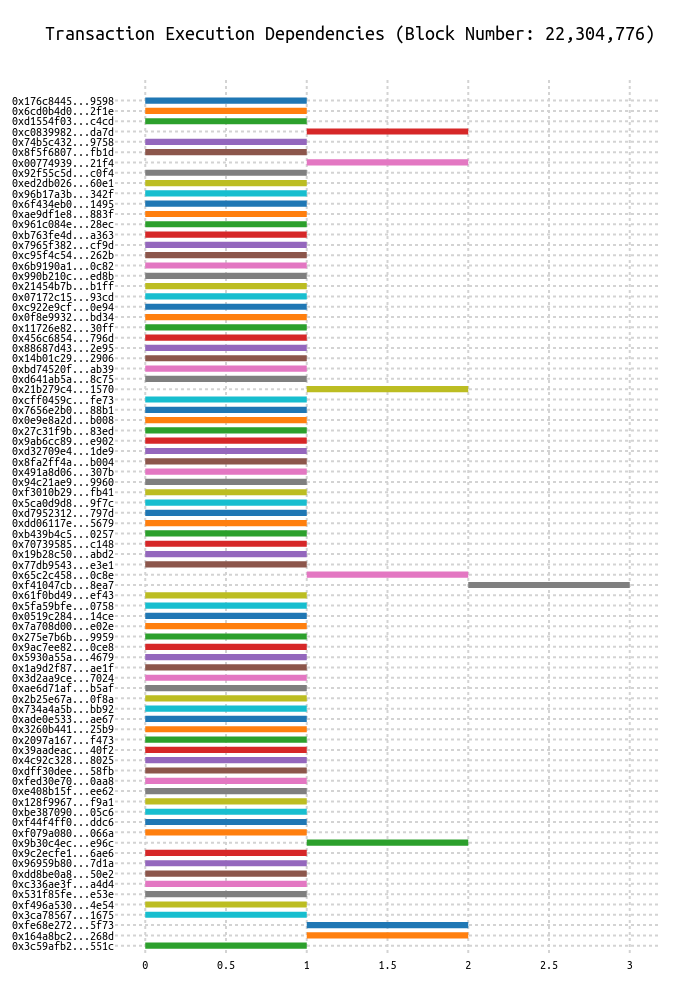 Transaction Execution Dependencies (Block Number: 22,304,776)
0x176c8445...9598
0x6cd0b4d0...2f1e
0xd1554f03...c4cd
0xc0839982...da7d
0x74b5c432...9758
0x8f5f6807...fb1d
0x00774939...21f4
0x92f55c5d...c0f4
0xed2db026...60e1
0x96b17a3b...342f
0x6f434eb0...1495
0xae9df1e8...883f
0x961c084e...28ec
0xb763fe4d...a363
0x7965f382...cf9d
0xc95f4c54...262b
0x6b9190a1...0c82
0x990b210c...ed8b
0x21454b7b...b1ff
0x07172c15...93cd
0xc922e9cf...0e94
0x0f8e9932...bd34
0x11726e82...30ff
0x456c6854...796d
0x88687d43...2e95
0x14b01c29...2906
0xbd74520f...ab39
0xd641ab5a...8c75
0x21b279c4...1570
0xcff0459c...fe73
0x7656e2b0...88b1
0x0e9e8a2d...b008
0x27c31f9b...83ed
0x9ab6cc89...e902
0xd32709e4...1de9
0x8fa2ff4a...b004
0x491a8d06...307b
0x94c21ae9...9960
0xf3010b29...fb41
0x5ca0d9d8...9f7c
0xd7952312...797d
0xdd06117e...5679
0xb439b4c5...0257
0x70739585...c148
0x19b28c50...abd2
0x77db9543...e3e1
0x65c2c458...0c8e
0xf41047cb...8ea7
0x61f0bd49...ef43
0x5fa59bfe...0758
0x0519c284...14ce
0x7a708d00...e02e
0x275e7b6b...9959
0x9ac7ee82...0ce8
0x5930a55a...4679
0x1a9d2f87...ae1f
0x3d2aa9ce...7024
0xae6d71af...b5af
0x2b25e67a...0f8a
0x734a4a5b...bb92
0xade0e533...ae67
0x3260b441...25b9
0x2097a167...f473
0x39aadeac...40f2
0x4c92c328...8025
0xdff30dee...58fb
0xfed30e70...0aa8
0xe408b15f...ee62
0x128f9967...f9a1
0xbe387090...05c6
0xf44f4ff0...ddc6
0xf079a080...066a
0x9b30c4ec...e96c
0x9c2ecfe1...6ae6
0x96959b80...7d1a
0xdd8be0a8...50e2
0xc336ae3f...a4d4
0x531f85fe...e53e
0xf496a530...4e54
0x3ca78567...1675
0xfe68e272...5f73
0x164a8bc2...268d
0x3c59afb2...551c
0 0.5 1 1.5 2 2.5 3